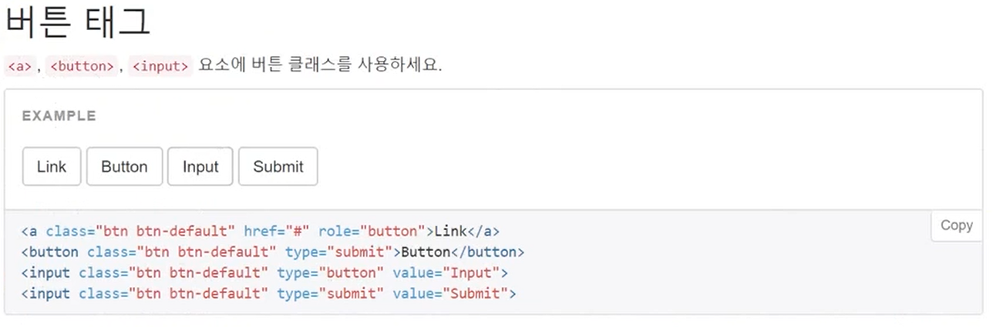 버튼 태그
<a>, <button>, <input> 요소에 버튼 클래스를 사용하세요.
EXAMPLE
Link Button Input Submit
Copy
<a class="btn btn-default" href="#" role="button">Link</a>
<button class="btn btn-default" type="submit">Button</button>
<input class="btn btn-default" type="button" value="Input">
<input class="btn btn-default" type="submit" value="Submit">